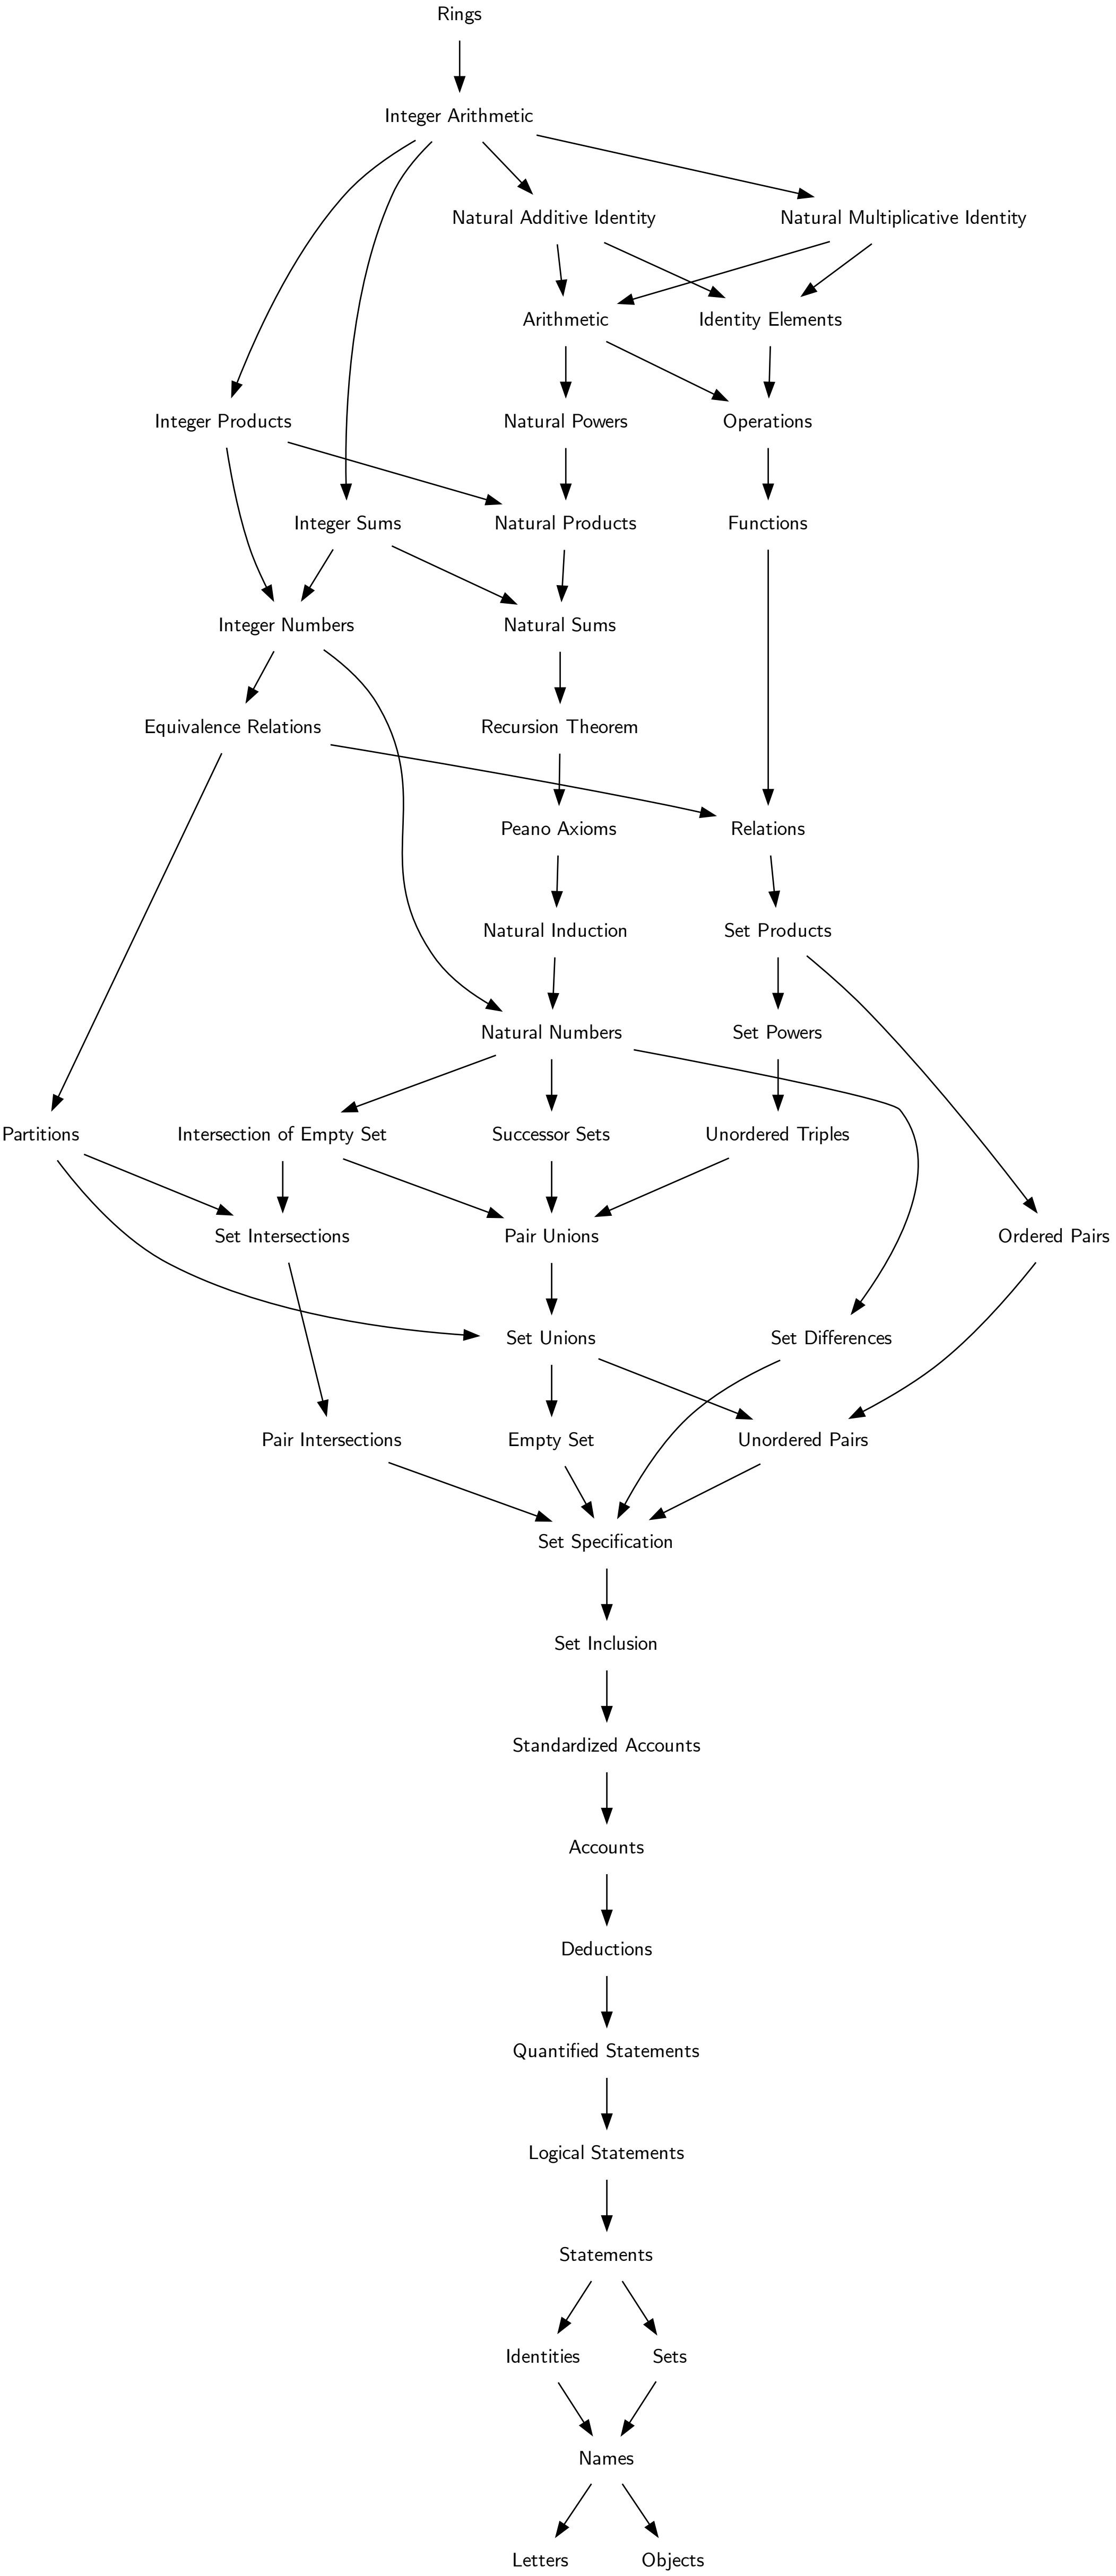 Rings
Integer Arithmetic
Natural Additive Identity
Natural Multiplicative Identity
Arithmetic
Identity Elements
Integer Products
Natural Powers
Operations
Integer Sums
Natural Products
Functions
Integer Numbers
Natural Sums
Equivalence Relations
Recursion Theorem
Peano Axioms
Relations
Natural Induction
Set Products
Natural Numbers
Set Powers
Partitions
Intersection of Empty Set
Successor Sets
Unordered Triples
Set Intersections
Pair Unions
Ordered Pairs
Set Unions
Set Differences
Pair Intersections
Empty Set
Unordered Pairs
Set Specification
Set Inclusion
Standardized Accounts
Accounts
Deductions
Quantified Statements
Logical Statements
Statements
Identities
Sets
Names
Letters
Objects